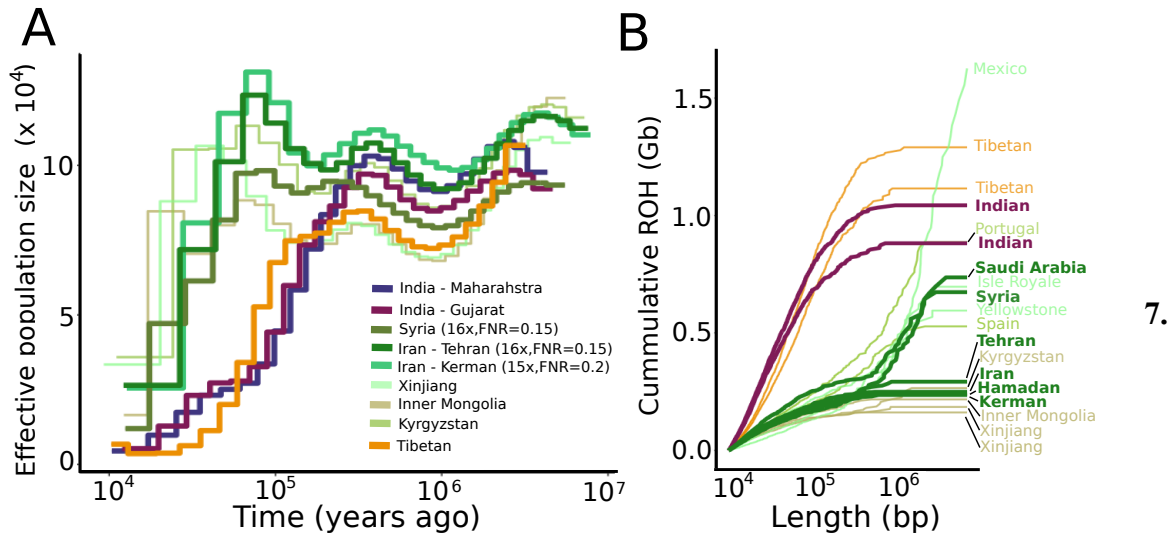 A
Effective bobulation size (x 10⁴)
10
5
0
10⁴
10⁵
10⁶
10⁷
Time (years ago)
India - Maharahstra
India - Gujarat
Syria (16x,FNR=0.15)
Iran - Tehran (16x,FNR=0.15)
Iran - Kerman (15x,FNR=0.2)
Xinjiang
Inner Mongolia
Kyrgyzstan
Tibetan
B
Cummulative ROH (Gb)
1.5
1.0
0.5
0.0
10⁴
10⁵
10⁶
Length (bp)
Mexico
Tibetan
Tibetan
Indian
Portugal
Indian
Saudi Arabia
Isle Royale
Syria
Yellowstone
Spain
Tehran
Kyrgyzstan
Iran
Hamadan
Kerman
Inner Mongolia
Xinjiang
Xinjiang
7.